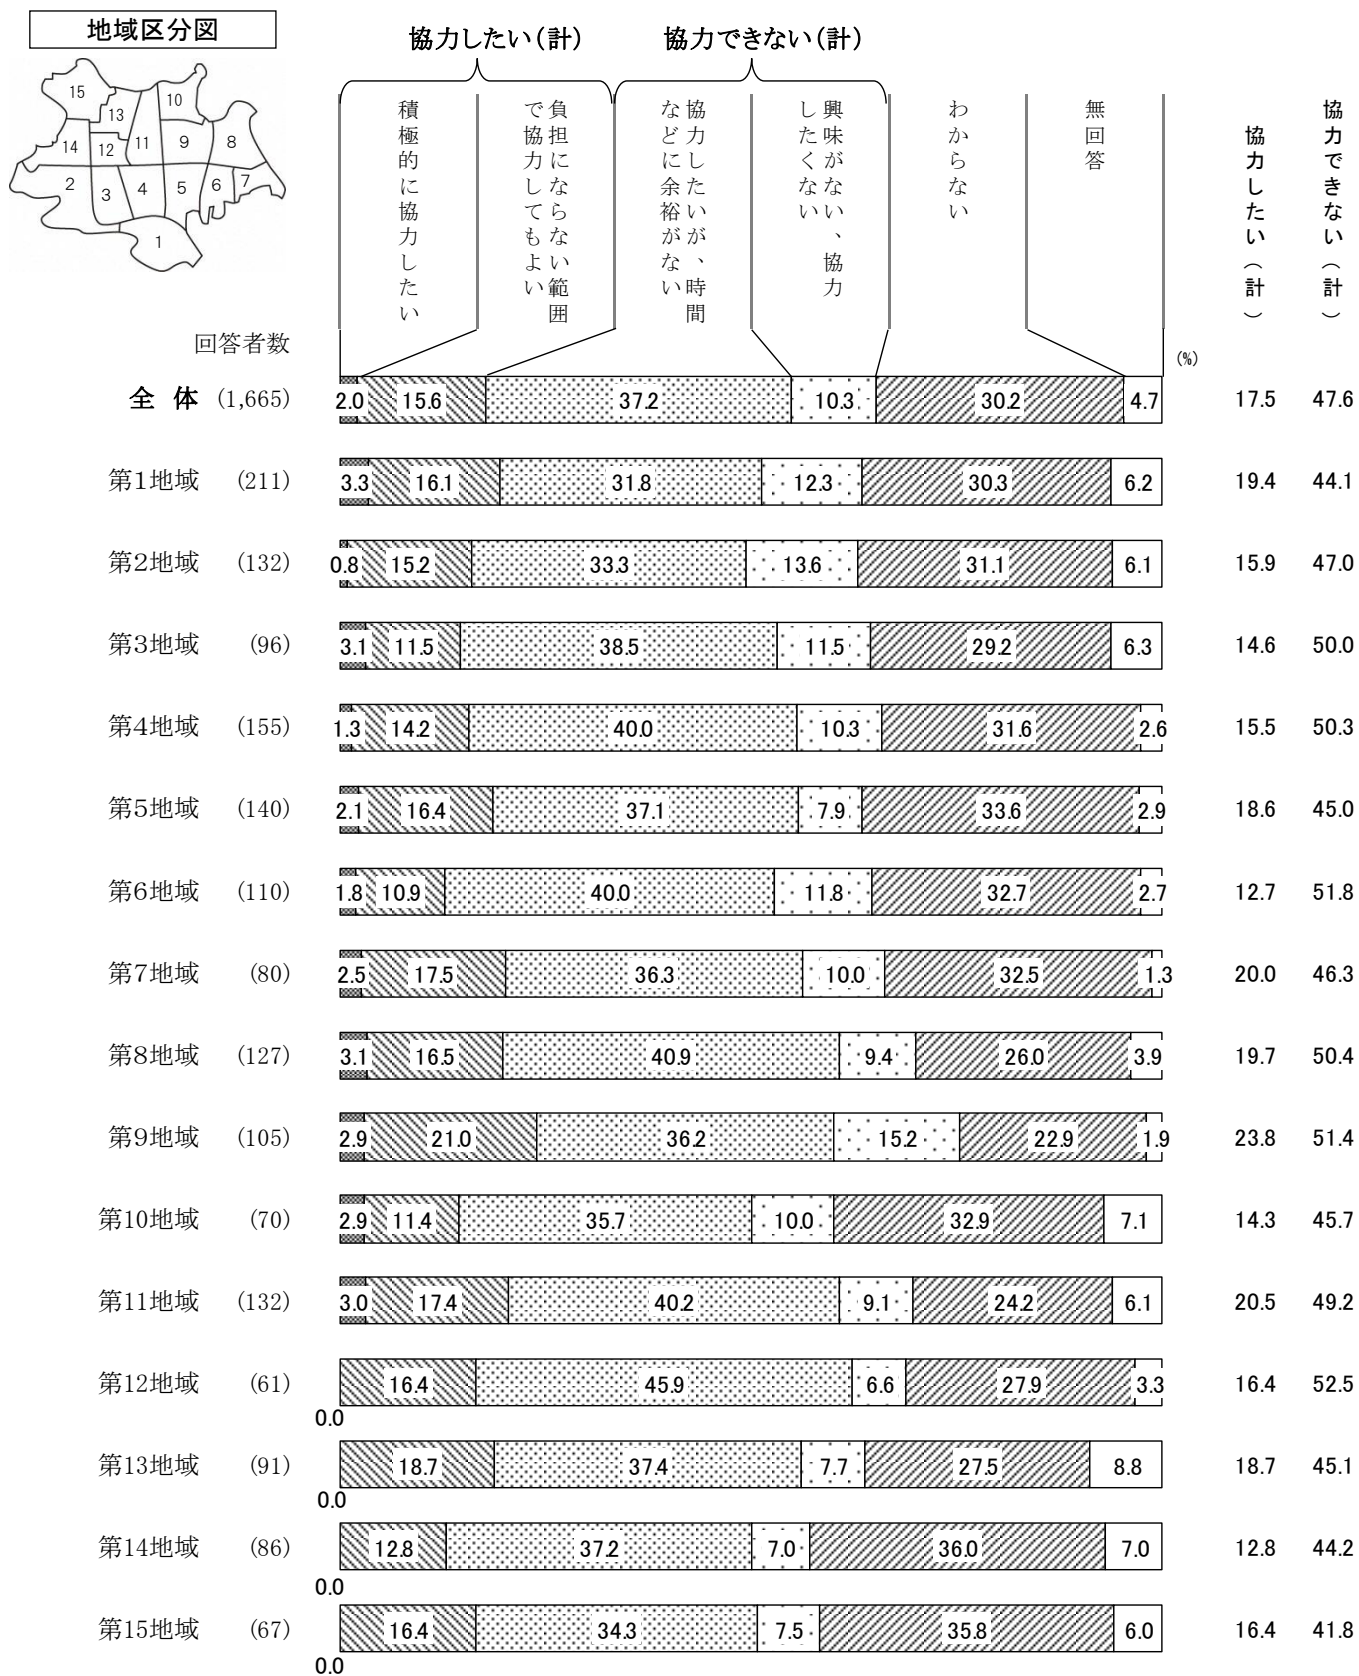 地域区分図
15
13
10
14
12
11
9
8
2
3
4
5
6
7
1
協力したい（計）
協力できない（計）
積極的に協力したい
負担にならない範囲
で協力してもよい
協力したいが、時間
などに余裕がない
興味がない、協力
したくない
わからない
無回答
協力したい（計）
協力できない（計）
回答者数
(%)
全 体 (1,665) 2.0 15.6 37.2 10.3 30.2 4.7 17.5 47.6
第1地域 (211) 3.3 16.1 31.8 12.3 30.3 6.2 19.4 44.1
第2地域 (132) 0.8 15.2 33.3 13.6 31.1 6.1 15.9 47.0
第3地域 (96) 3.1 11.5 38.5 11.5 29.2 6.3 14.6 50.0
第4地域 (155) 1.3 14.2 40.0 10.3 31.6 2.6 15.5 50.3
第5地域 (140) 2.1 16.4 37.1 7.9 33.6 2.9 18.6 45.0
第6地域 (110) 1.8 10.9 40.0 11.8 32.7 2.7 12.7 51.8
第7地域 (80) 2.5 17.5 36.3 10.0 32.5 1.3 20.0 46.3
第8地域 (127) 3.1 16.5 40.9 9.4 26.0 3.9 19.7 50.4
第9地域 (105) 2.9 21.0 36.2 15.2 22.9 1.9 23.8 51.4
第10地域 (70) 2.9 11.4 35.7 10.0 32.9 7.1 14.3 45.7
第11地域 (132) 3.0 17.4 40.2 9.1 24.2 6.1 20.5 49.2
第12地域 (61) 16.4 45.9 6.6 27.9 3.3 16.4 52.5
0.0
第13地域 (91) 18.7 37.4 7.7 27.5 8.8 18.7 45.1
0.0
第14地域 (86) 12.8 37.2 7.0 36.0 7.0 12.8 44.2
0.0
第15地域 (67) 16.4 34.3 7.5 35.8 6.0 16.4 41.8
0.0